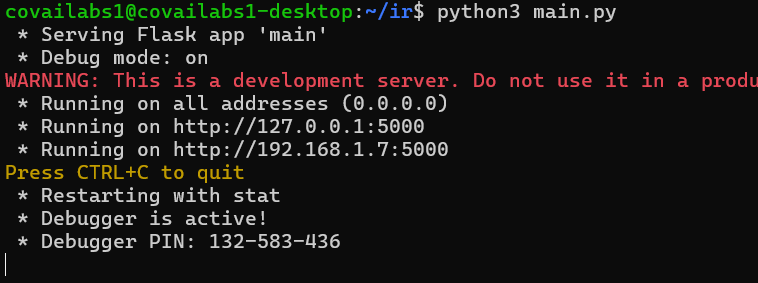 covailabs1@covailabs1-desktop:~/ir$ python3 main.py
* Serving Flask app 'main'
* Debug mode: on
WARNING: This is a development server. Do not use it in a produ
* Running on all addresses (0.0.0.0)
* Running on http://127.0.0.1:5000
* Running on http://192.168.1.7:5000
Press CTRL+C to quit
* Restarting with stat
* Debugger is active!
* Debugger PIN: 132-583-436